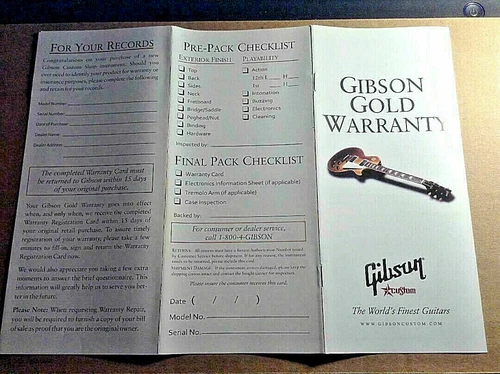 FOR YOUR RECORDS
Congratulations on your purchase of a new
Gibson Custom Shop instrument. Should you
ever need to identify your product for warranty or
insurance purposes, please complete the following
and retain for your records.
Model Number:
Serial Number:
Date of Purchase:
Dealer Name:
Dealer Address:
The completed Warranty Card must
be returned to Gibson within 15 days
of your original purchase.
Your Gibson Gold Warranty goes into effect
when, and only when, we receive the completed
Warranty Registration Card within 15 days of
your original retail purchase. To assure timely
registration of your warranty, please take a few
minutes to fill-in, sign and return the Warranty
Registration Card now.
We would also appreciate you taking a few extra
moments to answer the brief questionnaire. This
information will greatly help us to serve you bet-
ter in the future.
Please Note: When requesting Warranty Repair,
you will be required to furnish a copy of your bill
of sale as proof that you are the original owner.
PRE-PACK CHECKLIST
EXTERIOR FINISH PLAYABILITY
Top
Back
Sides
Neck
Fretboard
Bridge/Saddle
Peghead/Nut
Binding
Hardware
Action
12th L H
1st
Intonation
Buzzing
Electronics
Cleaning
Inspected by:
FINAL PACK CHECKLIST
Warranty Card
Electronics Information Sheet (if applicable)
Tremolo Arm (if applicable)
Case Inspection
Backed by:
For consumer or dealer service,
call 1-800-4-GIBSON
Please ensure the consumer receives this card.
Date ( / / )
Model No.
Serial No.
GIBSON
GOLD
WARRANTY
Gibson
Custom
The World's Finest Guitars
WWW.GIBSONCUSTOM.COM